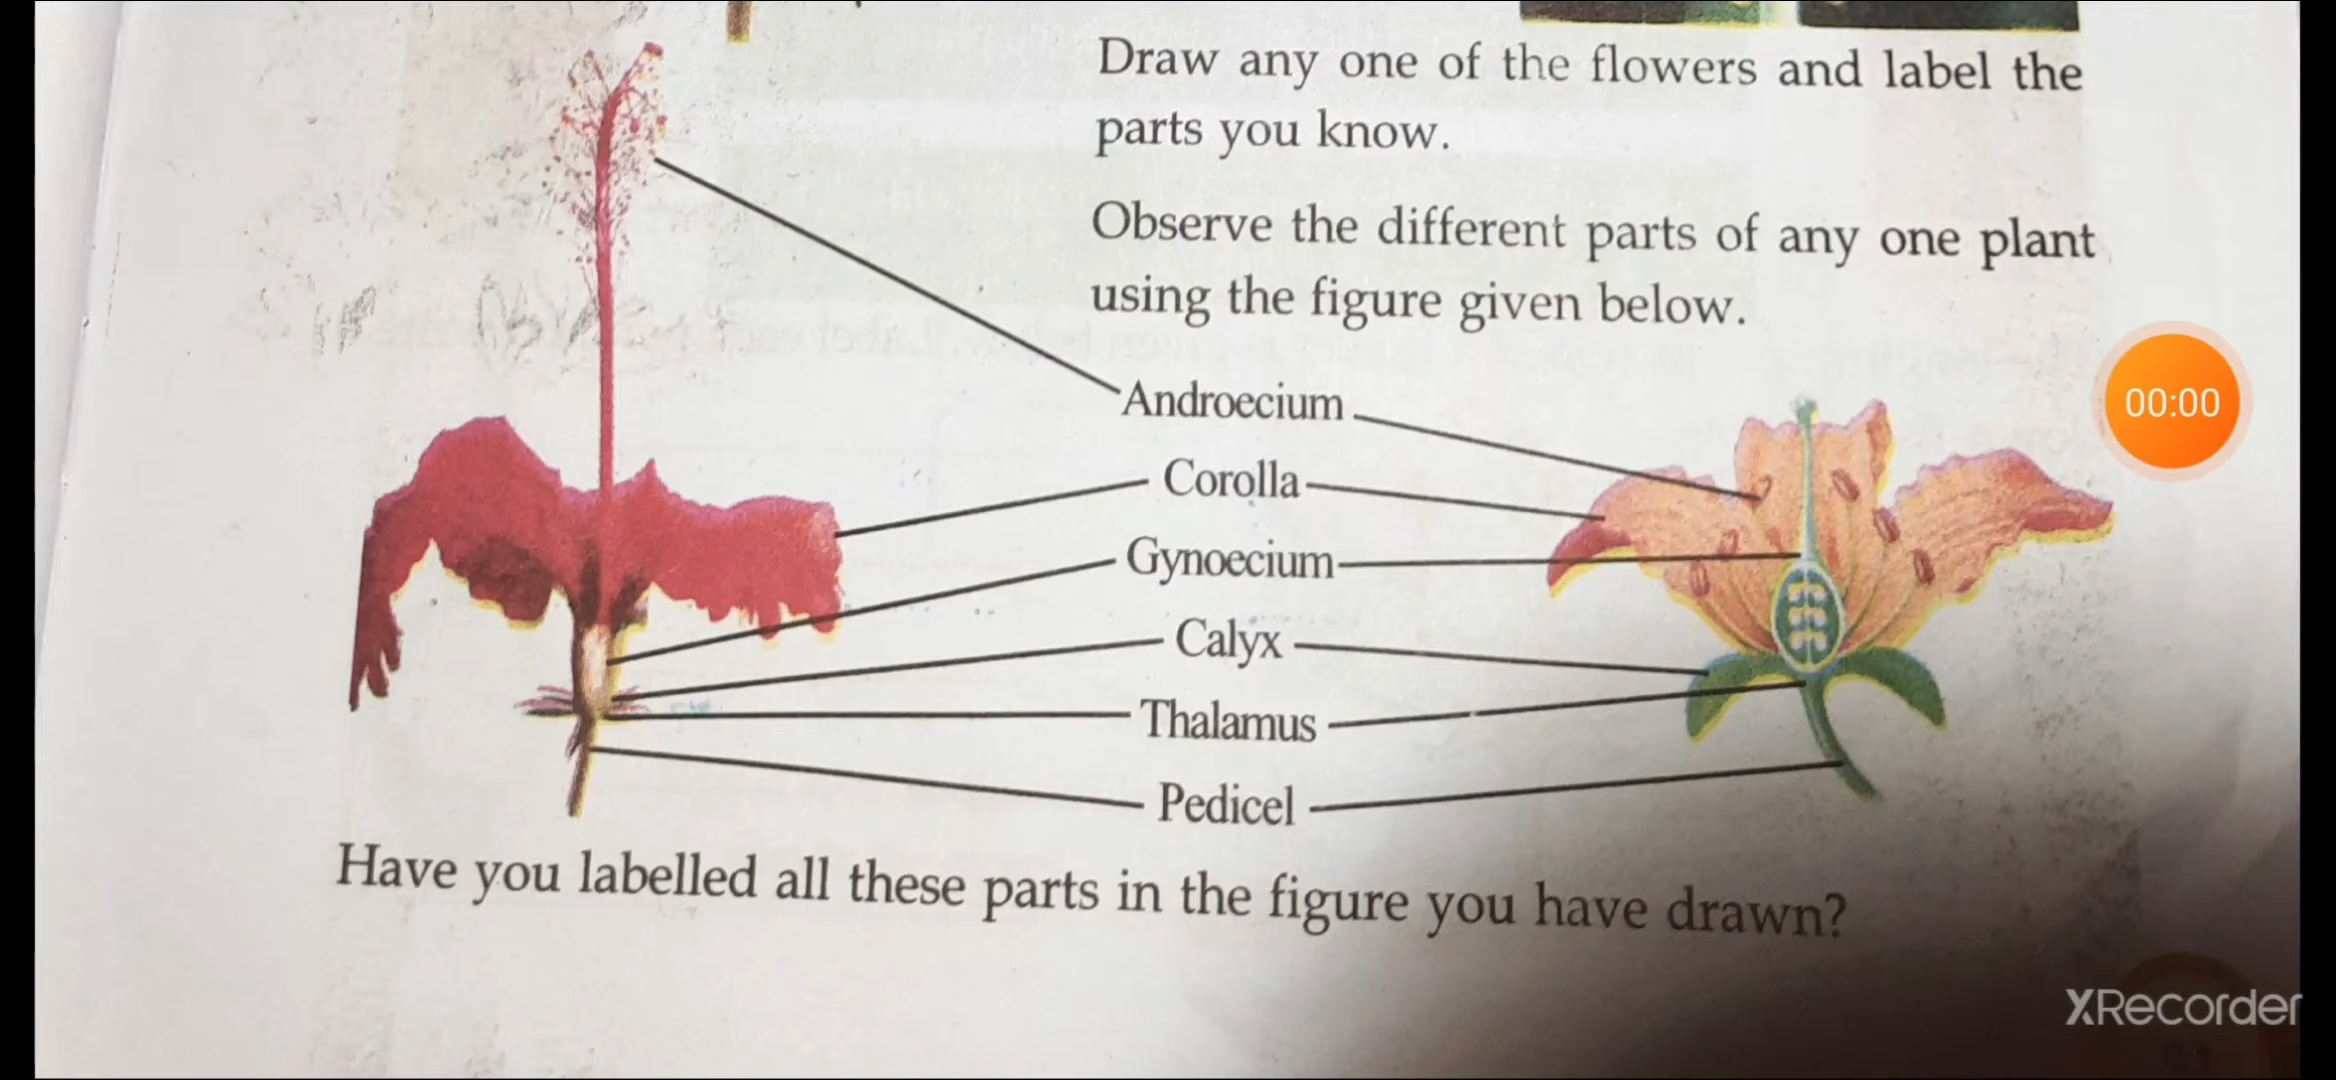 Draw any one of the flowers and label the
parts you know.
Observe the different parts of any one plant
using the figure given below.
00:00
Androecium
Corolla
Gynoecium
Calyx
Thalamus
Pedicel
Have you labelled all these parts in the figure you have drawn?
XRecorder